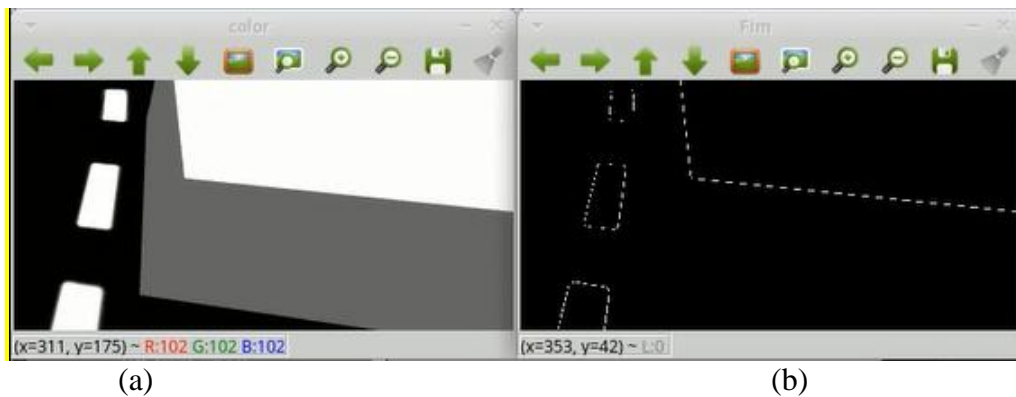 color
Fim
(x=311, y=175) ~ R:102 G:102 B:102
(x=353, y=42) ~ L:0
(a)
(b)